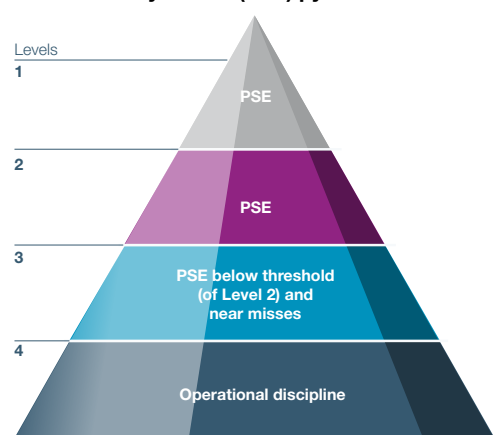 Levels
1
PSE
2
PSE
3
PSE below threshold
(of Level 2) and
near misses
4
Operational discipline